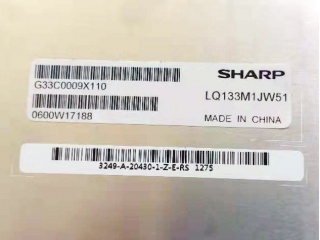 SHARP
G33C0009X110
LQ133M1JW51
0600W17188
MADE IN CHINA
3249-A-20430-1-Z-E-RS 1275